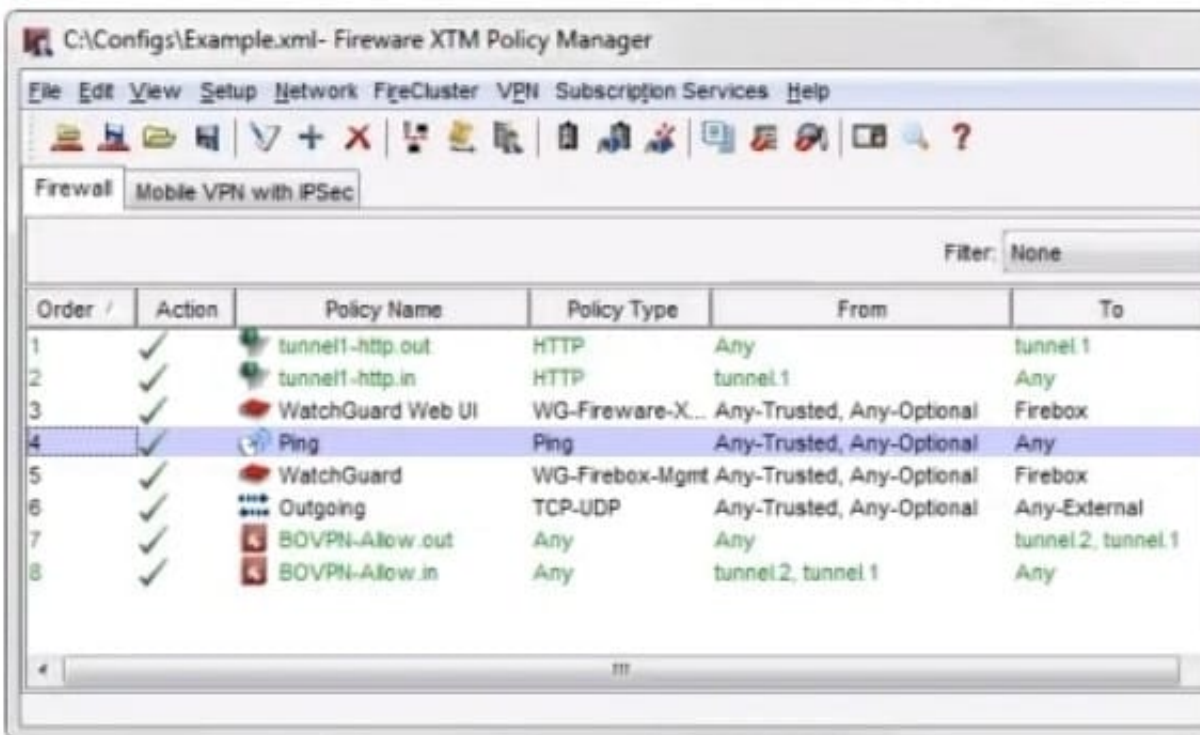 C:\Configs\Example.xml- Fireware XTM Policy Manager
File Edit View Setup Network FireCluster VPN Subscription Services Help
Firewall Mobile VPN with IPSec
Filter: None
Order / Action Policy Name Policy Type From To
1 tunnel1-http.out HTTP Any tunnel.1
2 tunnel1-http.in HTTP tunnel.1 Any
3 WatchGuard Web UI WG-Fireware-X... Any-Trusted, Any-Optional Firebox
4 Ping Ping Any-Trusted, Any-Optional Any
5 WatchGuard WG-Firebox-Mgmt Any-Trusted, Any-Optional Firebox
6 Outgoing TCP-UDP Any-Trusted, Any-Optional Any-External
7 BOVPN-Allow.out Any Any tunnel.2, tunnel.1
8 BOVPN-Allow.in Any tunnel.2, tunnel.1 Any